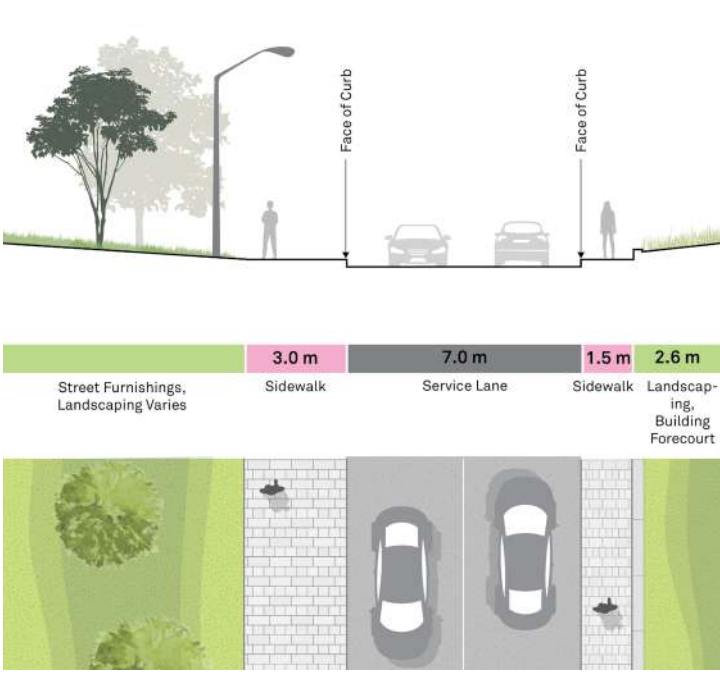 Face of Curb
Face of Curb
3.0 m
7.0 m
1.5 m
2.6 m
Street Furnishings,
Landscaping Varies
Sidewalk
Service Lane
Sidewalk
Landscap-
ing,
Building
Forecourt